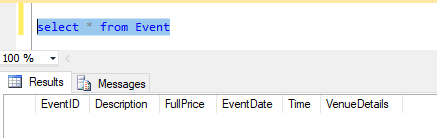 select * from Event
100 %
Results Messages
EventID Description FullPrice EventDate Time VenueDetails